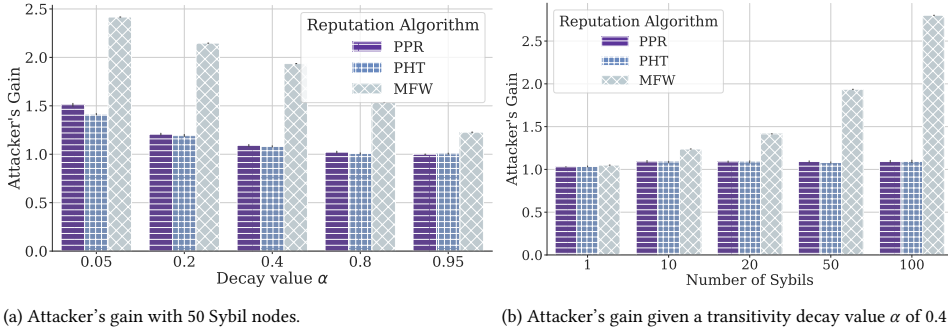 Attacker's Gain
2.5
2.0
1.5
1.0
0.5
0.0
Reputation Algorithm
PPR
PHT
MFW
0.05 0.2 0.4 0.8 0.95
Decay value α
(a) Attacker's gain with 50 Sybil nodes.
Attacker's Gain
2.5
2.0
1.5
1.0
0.5
0.0
Reputation Algorithm
PPR
PHT
MFW
1 10 20 50 100
Number of Sybils
(b) Attacker's gain given a transitivity decay value α of 0.4